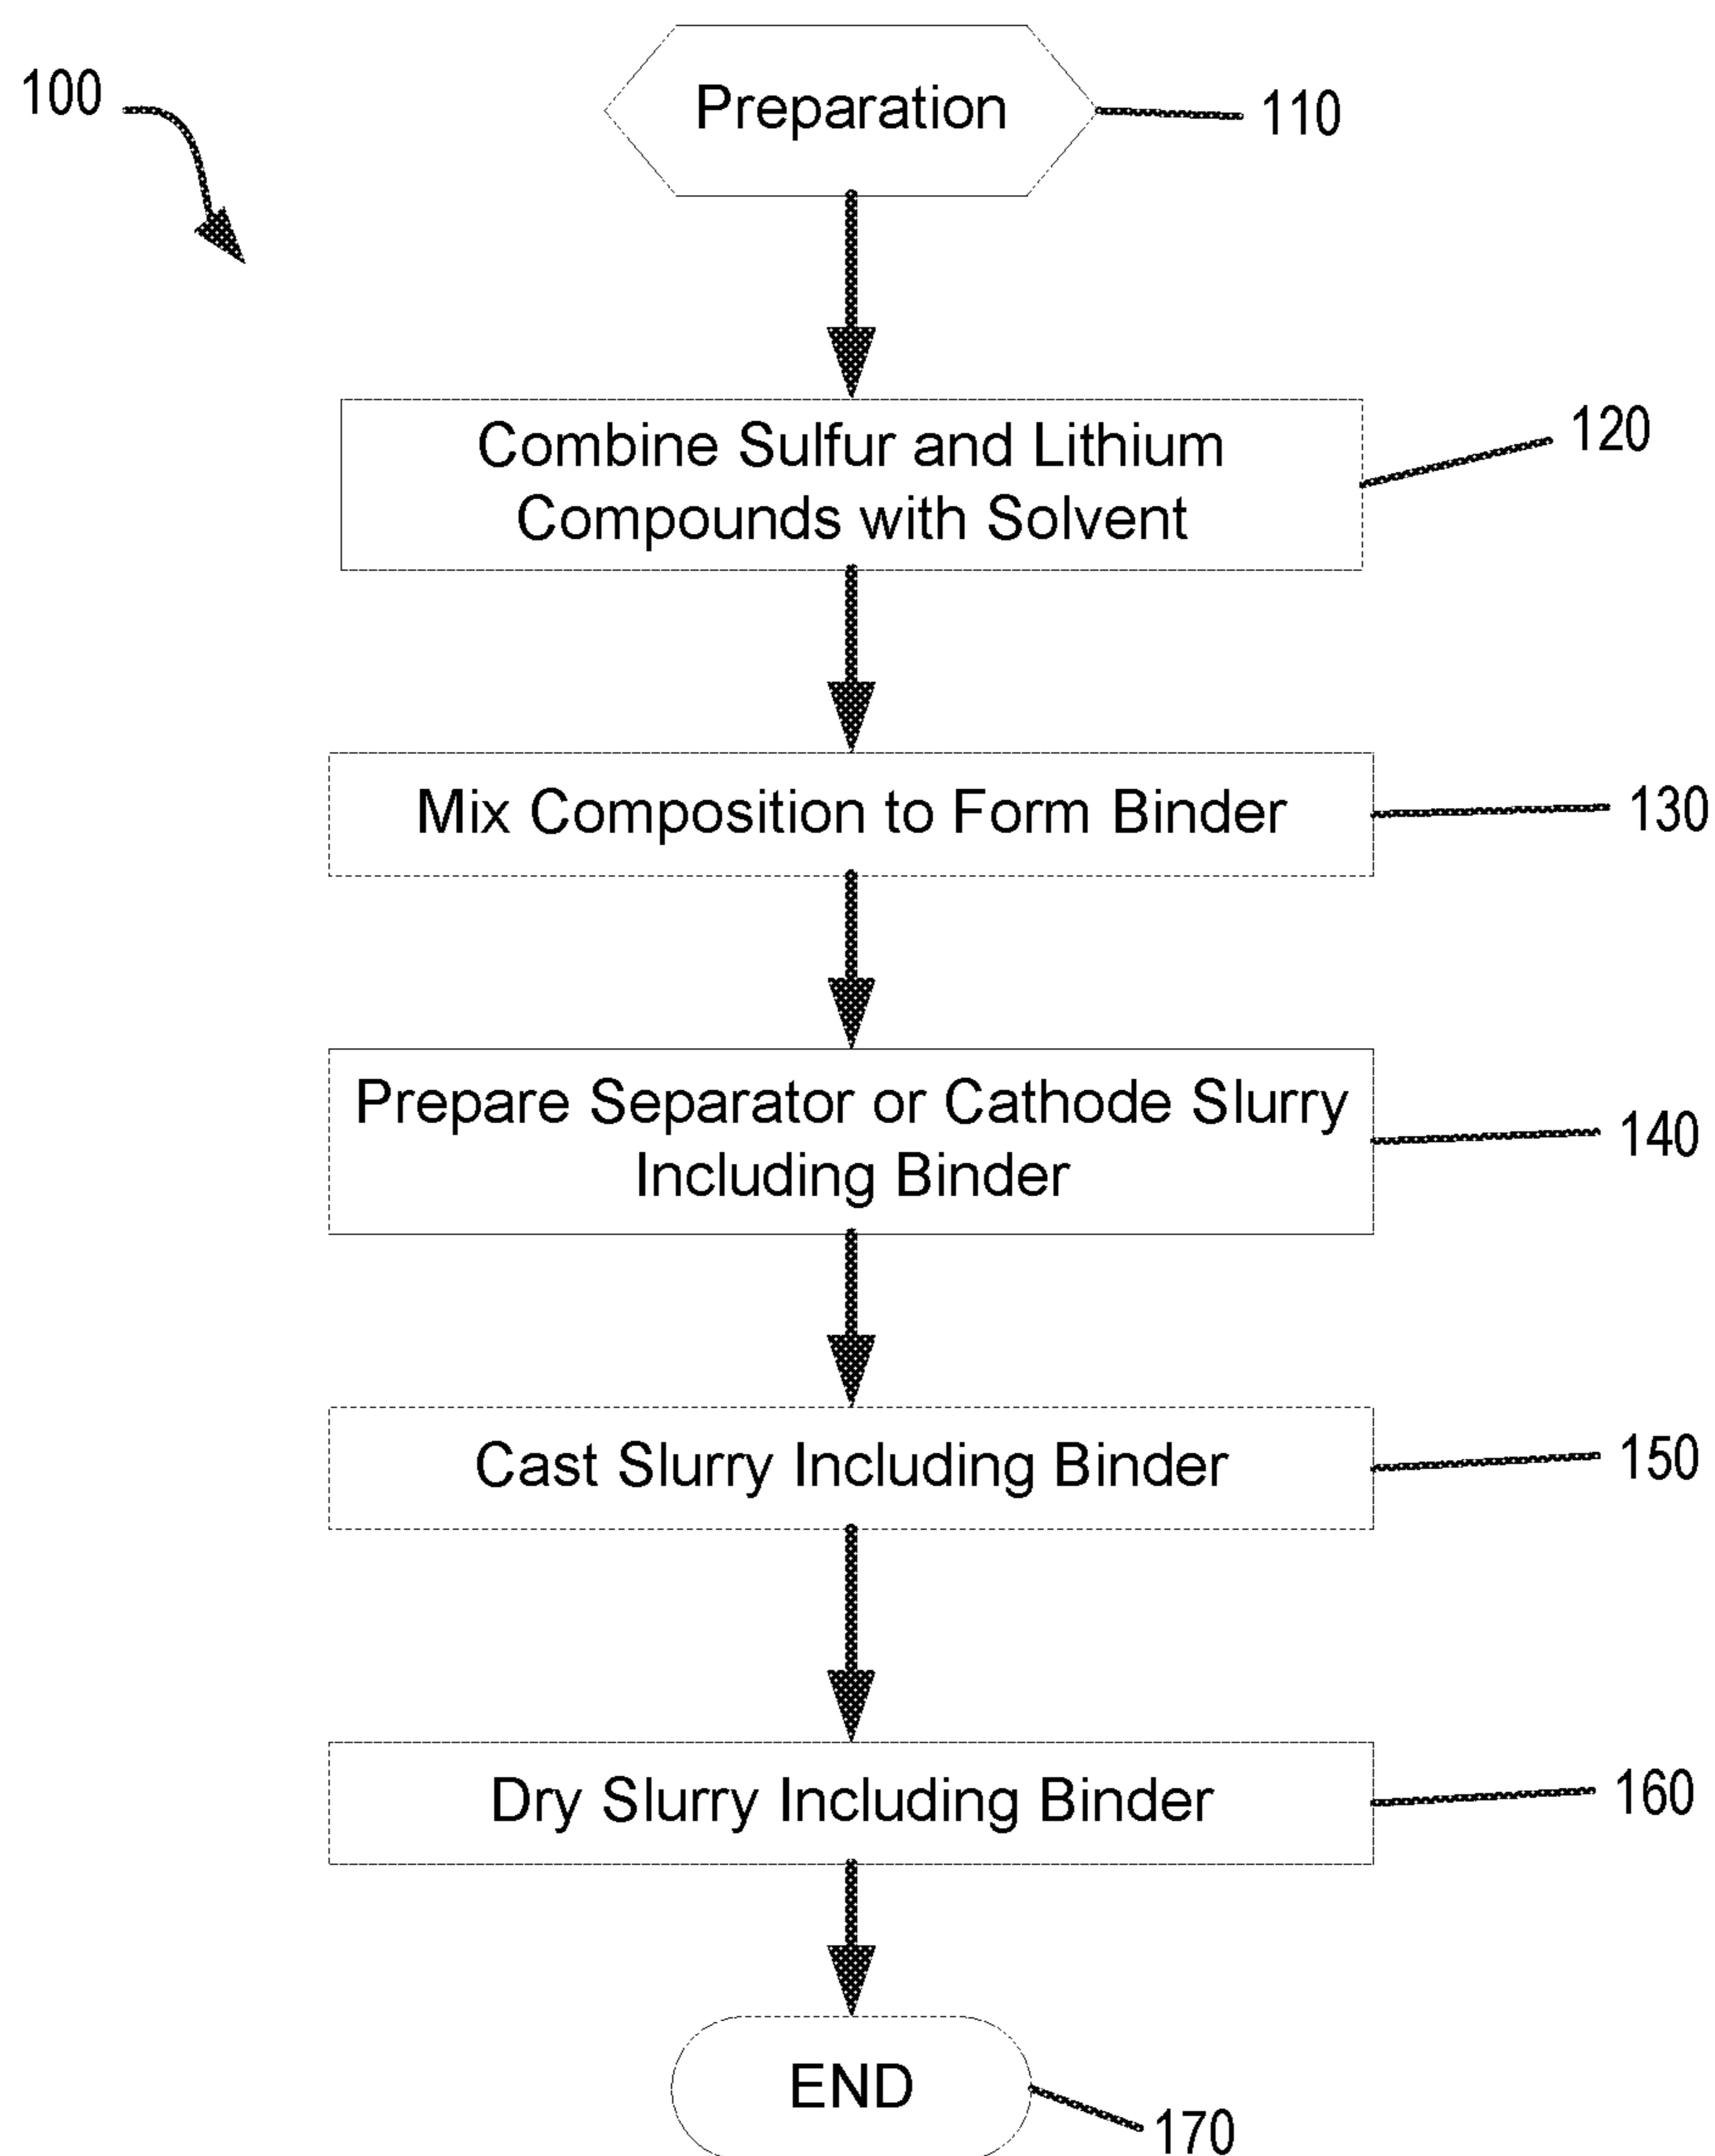 100
Preparation
110
Combine Sulfur and Lithium
Compounds with Solvent
120
Mix Composition to Form Binder
130
Prepare Separator or Cathode Slurry
Including Binder
140
Cast Slurry Including Binder
150
Dry Slurry Including Binder
160
END
170